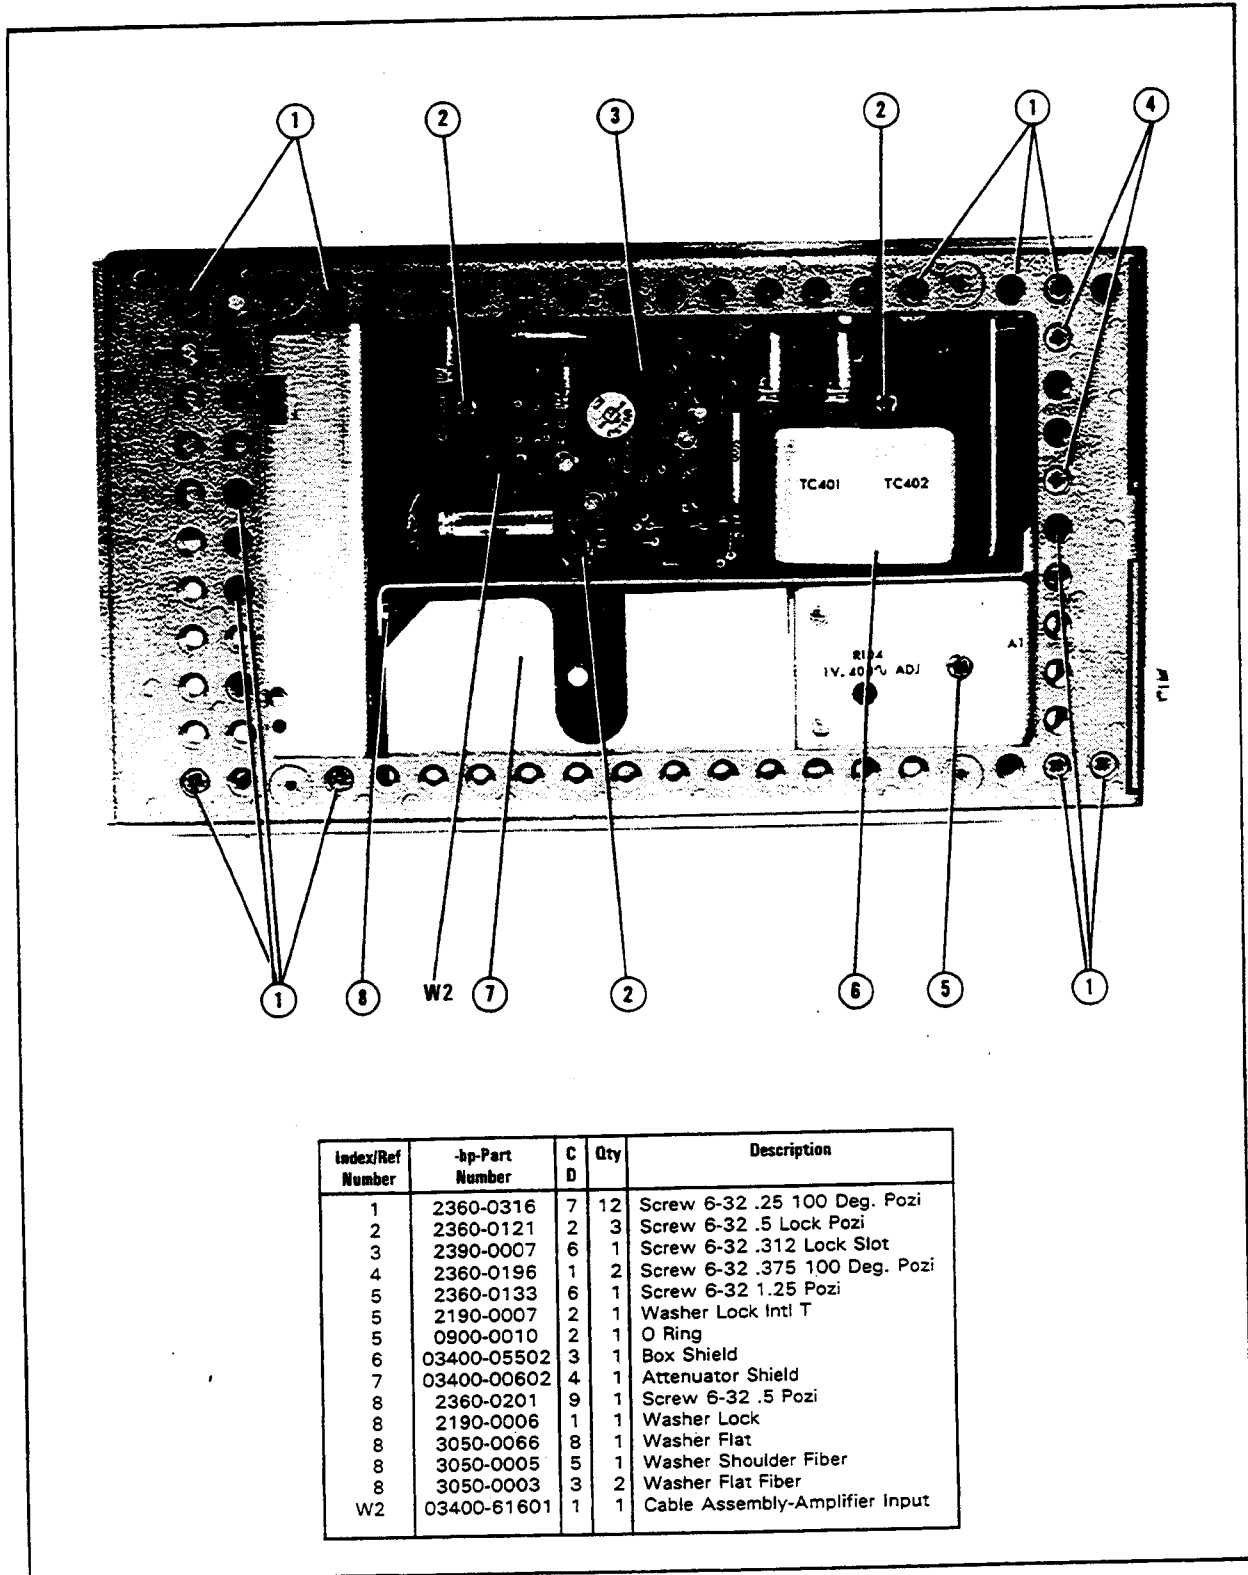 1 2 3 2 1 4
TC401 TC402
A1
1V. 400∿ ADJ
1 8 W2 7 2 6 5 1
Index/Ref Number -hp-Part Number C D Qty Description
1 2360-0316 7 12 Screw 6-32 .25 100 Deg. Pozi
2 2360-0121 2 3 Screw 6-32 .5 Lock Pozi
3 2390-0007 6 1 Screw 6-32 .312 Lock Slot
4 2360-0196 1 2 Screw 6-32 .375 100 Deg. Pozi
5 2360-0133 6 1 Screw 6-32 1.25 Pozi
5 2190-0007 2 1 Washer Lock Intl T
5 0900-0010 2 1 O Ring
6 03400-05502 3 1 Box Shield
7 03400-00602 4 1 Attenuator Shield
8 2360-0201 9 1 Screw 6-32 .5 Pozi
8 2190-0006 1 1 Washer Lock
8 3050-0066 8 1 Washer Flat
8 3050-0005 5 1 Washer Shoulder Fiber
8 3050-0003 3 2 Washer Flat Fiber
W2 03400-61601 1 1 Cable Assembly-Amplifier Input